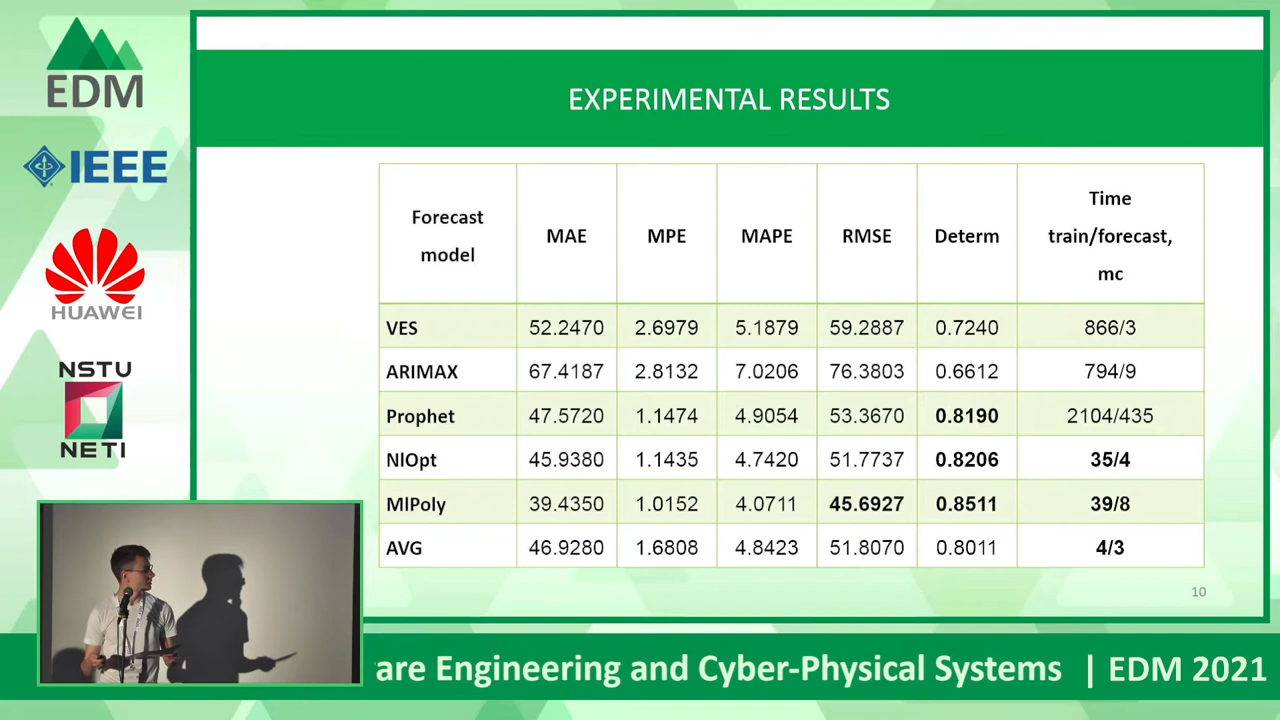 EDM
IEEE
HUAWEI
NSTU
NETI
EXPERIMENTAL RESULTS
Forecast model MAE MPE MAPE RMSE Determ Time train/forecast, mc
VES 52.2470 2.6979 5.1879 59.2887 0.7240 866/3
ARIMAX 67.4187 2.8132 7.0206 76.3803 0.6612 794/9
Prophet 47.5720 1.1474 4.9054 53.3670 0.8190 2104/435
NlOpt 45.9380 1.1435 4.7420 51.7737 0.8206 35/4
MlPoly 39.4350 1.0152 4.0711 45.6927 0.8511 39/8
AVG 46.9280 1.6808 4.8423 51.8070 0.8011 4/3
10
are Engineering and Cyber-Physical Systems | EDM 2021